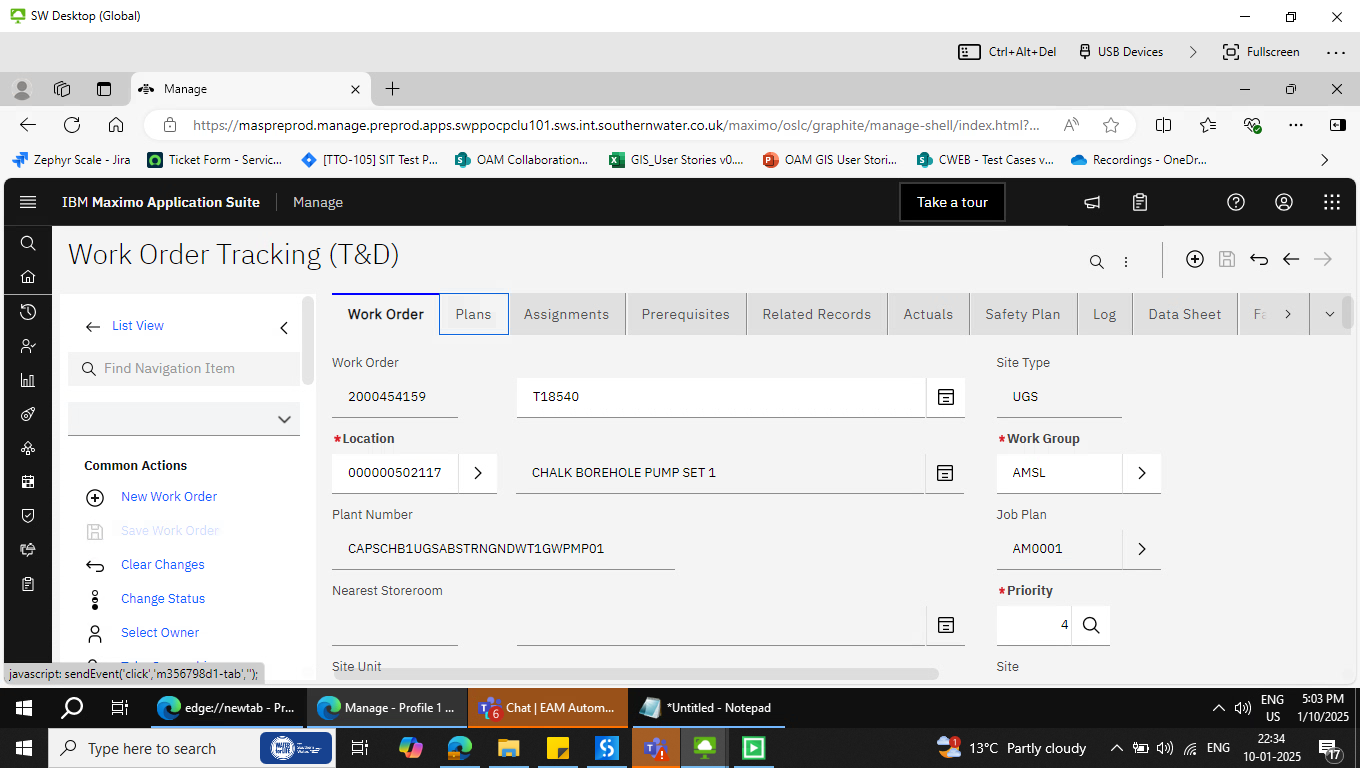 SW Desktop (Global)
Ctrl+Alt+Del USB Devices Fullscreen
Manage
https://maspreprod.manage.preprod.apps.swppocpclu101.sws.int.southernwater.co.uk/maximo/oslc/graphite/manage-shell/index.html?...
Zephyr Scale - Jira Ticket Form - Servic... [TTO-105] SIT Test P... OAM Collaboration... GIS_User Stories v0.... OAM GIS User Stori... CWEB - Test Cases v... Recordings - OneDr...
IBM Maximo Application Suite Manage Take a tour
Work Order Tracking (T&D)
List View
Find Navigation Item
Common Actions
New Work Order
Save Work Order
Clear Changes
Change Status
Select Owner
Work Order Plans Assignments Prerequisites Related Records Actuals Safety Plan Log Data Sheet Fa
Work Order Site Type
2000454159 T18540 UGS
*Location *Work Group
000000502117 CHALK BOREHOLE PUMP SET 1 AMSL
Plant Number Job Plan
CAPSCHB1UGSABSTRNGNDWT1GWPMP01 AM0001
Nearest Storeroom *Priority
4
Site Unit Site
javascript: sendEvent('click','m356798d1-tab','');
edge://newtab - Pr... Manage - Profile 1 ... 6 Chat | EAM Autom... *Untitled - Notepad ENG US 5:03 PM 1/10/2025
Type here to search 1 13°C Partly cloudy ENG 22:34 10-01-2025 17